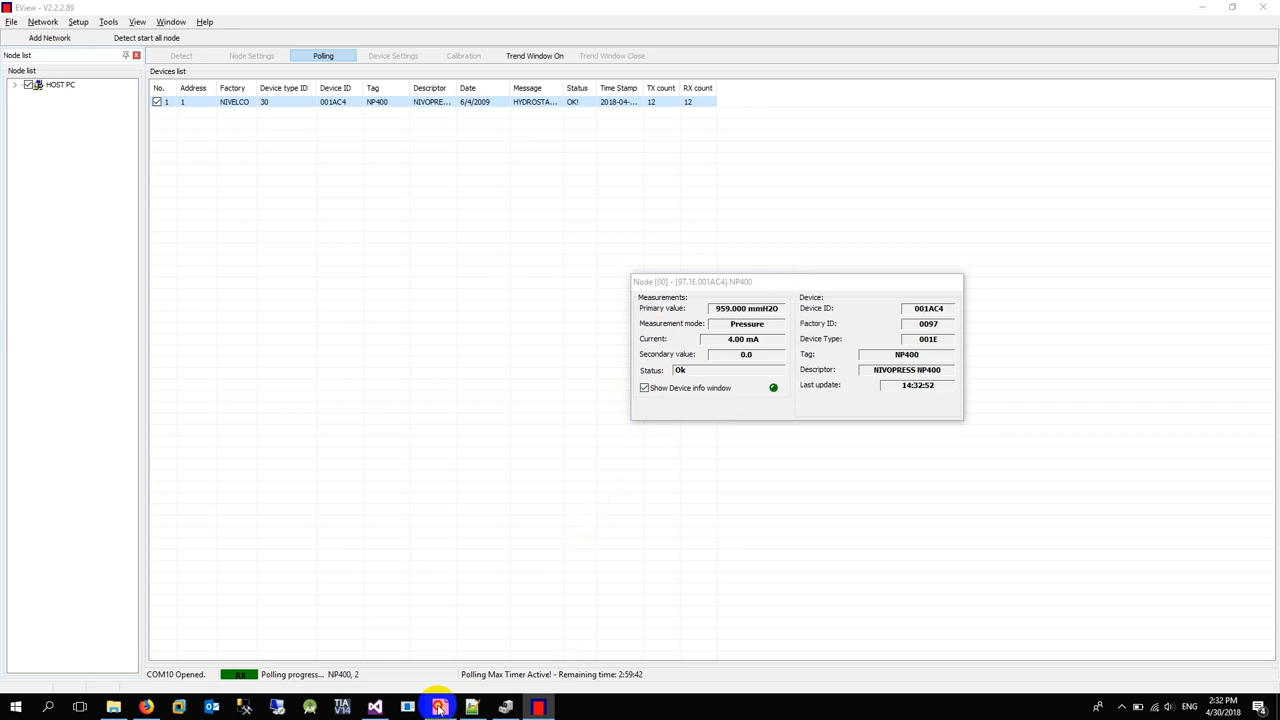 EView - V2.2.2.89
File Network Setup Tools View Window Help
Add Network Detect start all node
Node list
Detect Node Settings Polling Device Settings Calibration Trend Window On Trend Window Close
Node list
Devices list
HOST PC
No. Address Factory Device type ID Device ID Tag Descriptor Date Message Status Time Stamp TX count RX count
1 1 NIVELCO 30 001AC4 NP400 NIVOPRE... 6/4/2009 HYDROSTA... OK! 2018-04-... 12 12
Node [00] - [97.1E.001AC4] NP400
Measurements:
Primary value: 959.000 mmH2O
Measurement mode: Pressure
Current: 4.00 mA
Secondary value: 0.0
Status: Ok
Show Device info window
Device:
Device ID: 001AC4
Factory ID: 0097
Device Type: 001E
Tag: NP400
Descriptor: NIVOPRESS NP400
Last update: 14:32:52
COM10 Opened. RX Polling progress... NP400, 2 Polling Max Timer Active! - Remaining time: 2:59:42
TIA V13
ENG
2:32 PM
4/30/2018
4